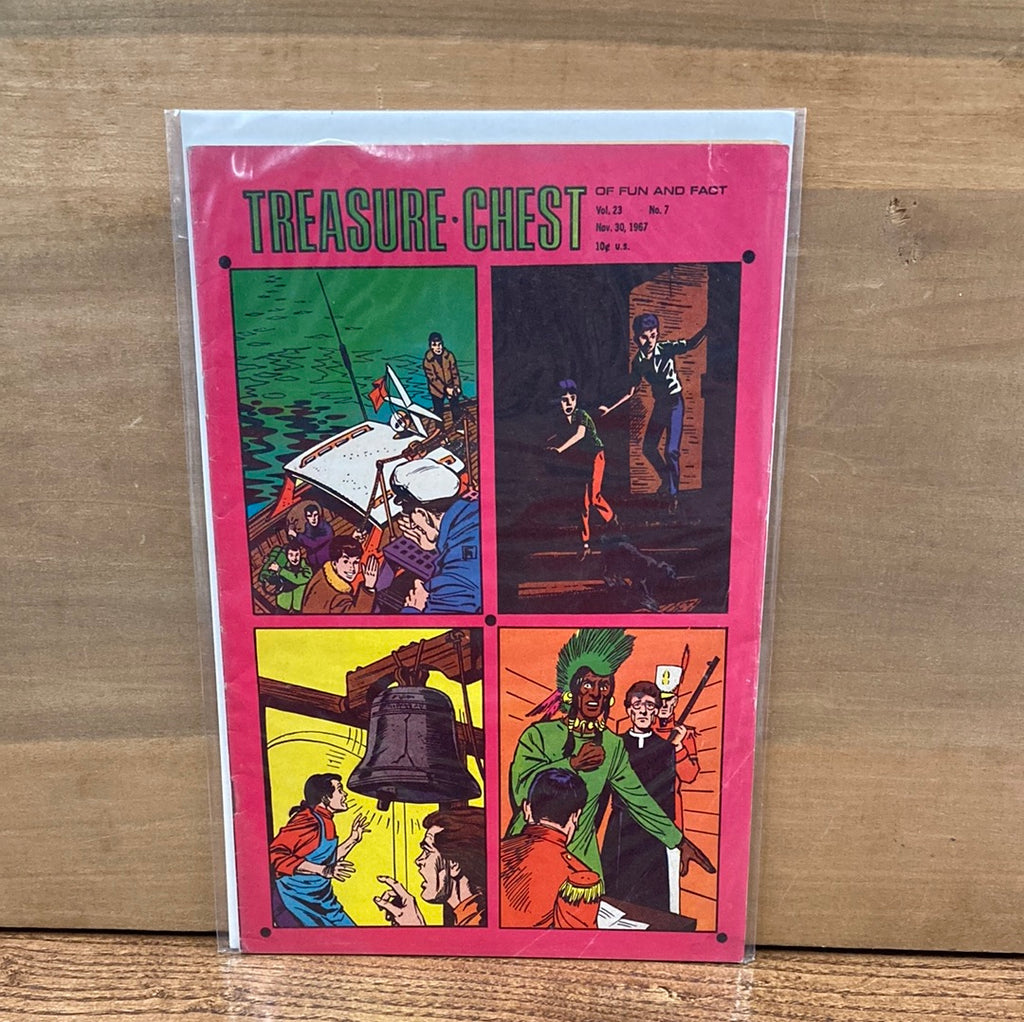 TREASURE·CHEST
OF FUN AND FACT
Vol. 23 No. 7
Nov. 30, 1967
10¢ u.s.